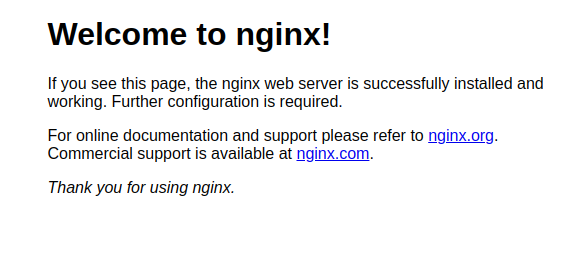 Welcome to nginx!
If you see this page, the nginx web server is successfully installed and
working. Further configuration is required.
For online documentation and support please refer to nginx.org.
Commercial support is available at nginx.com.
Thank you for using nginx.